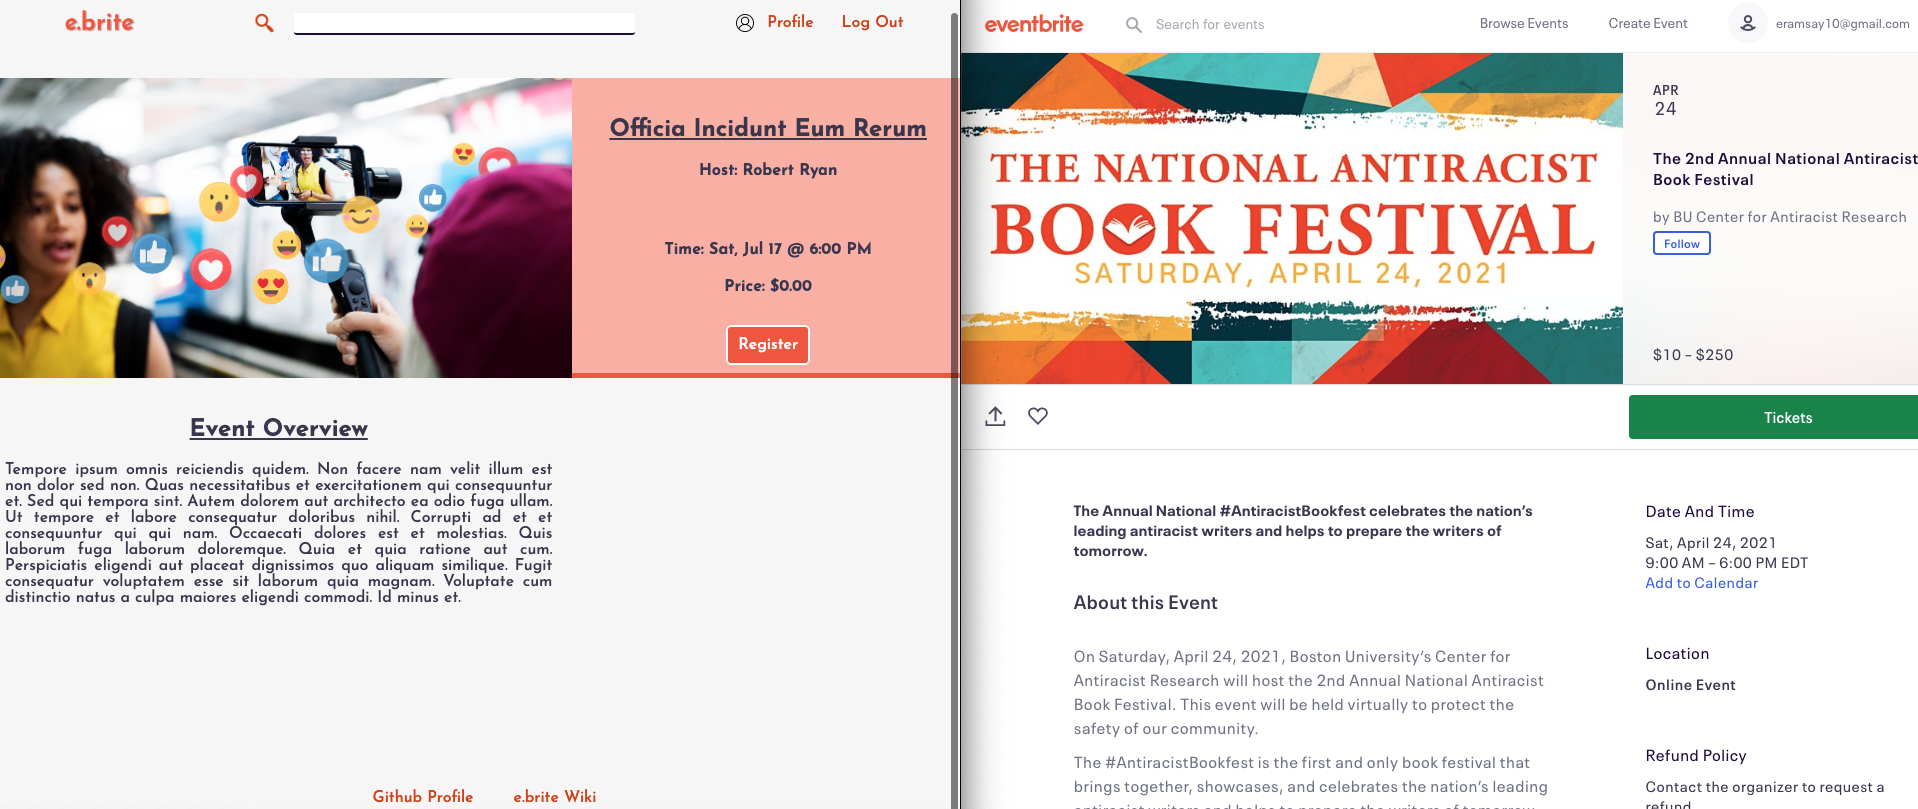 e.brite
Profile
Log Out
Officia Incidunt Eum Rerum
Host: Robert Ryan
Time: Sat, Jul 17 @ 6:00 PM
Price: $0.00
Register
Event Overview
Tempore ipsum omnis reiciendis quidem. Non facere nam velit illum est
non dolor sed non. Quas necessitatibus et exercitationem qui consequuntur
et. Sed qui tempora sint. Autem dolorem aut architecto ea odio fuga ullam.
Ut tempore et labore consequatur doloribus nihil. Corrupti ad et et
consequuntur qui qui nam. Occaecati dolores est et molestias. Quis
laborum fuga laborum doloremque. Quia et quia ratione aut cum.
Perspiciatis eligendi aut placeat dignissimos quo aliquam similique. Fugit
consequatur voluptatem esse sit laborum quia magnam. Voluptate cum
distinctio natus a culpa maiores eligendi commodi. Id minus et.
Github Profile
e.brite Wiki
eventbrite
Search for events
Browse Events
Create Event
eramsay10@gmail.com
THE NATIONAL ANTIRACIST
BOOK FESTIVAL
SATURDAY, APRIL 24, 2021
APR
24
The 2nd Annual National Antiracist
Book Festival
by BU Center for Antiracist Research
Follow
$10 – $250
Tickets
The Annual National #AntiracistBookfest celebrates the nation’s
leading antiracist writers and helps to prepare the writers of
tomorrow.
About this Event
On Saturday, April 24, 2021, Boston University’s Center for
Antiracist Research will host the 2nd Annual National Antiracist
Book Festival. This event will be held virtually to protect the
safety of our community.
The #AntiracistBookfest is the first and only book festival that
brings together, showcases, and celebrates the nation’s leading
antiracist writers and helps to prepare the writers of tomorrow.
Date And Time
Sat, April 24, 2021
9:00 AM – 6:00 PM EDT
Add to Calendar
Location
Online Event
Refund Policy
Contact the organizer to request a
refund.